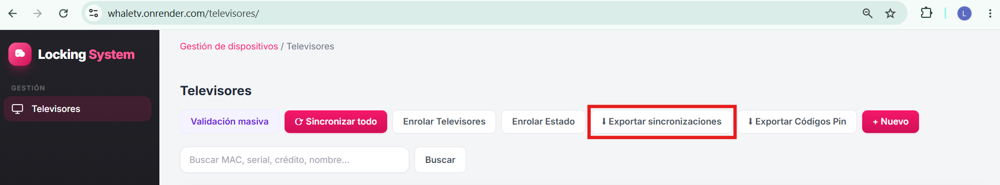 whaletv.onrender.com/televisores/
L
Locking System
GESTIÓN
Televisores
Gestión de dispositivos / Televisores
Televisores
Validación masiva
Sincronizar todo
Enrolar Televisores
Enrolar Estado
⬇ Exportar sincronizaciones
⬇ Exportar Códigos Pin
+ Nuevo
Buscar MAC, serial, crédito, nombre...
Buscar